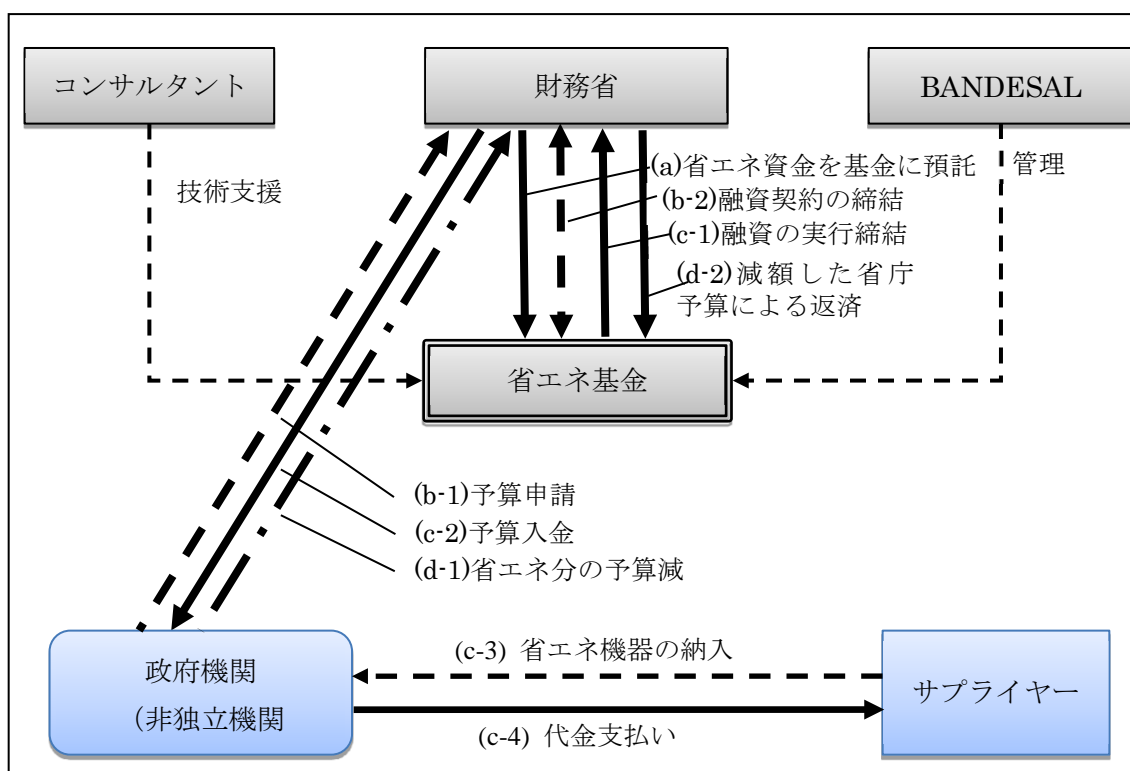 コンサルタント
財務省
BANDESAL
技術支援
(a)省エネ資金を基金に預託
管理
(b-2)融資契約の締結
(c-1)融資の実行締結
(d-2)減額した省庁
予算による返済
省エネ基金
(b-1)予算申請
(c-2)予算入金
(d-1)省エネ分の予算減
政府機関
（非独立機関
(c-3) 省エネ機器の納入
サプライヤー
(c-4) 代金支払い